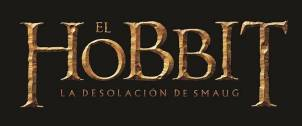 EL
HOBBIT
LA DESOLACIÓN DE SMAUG